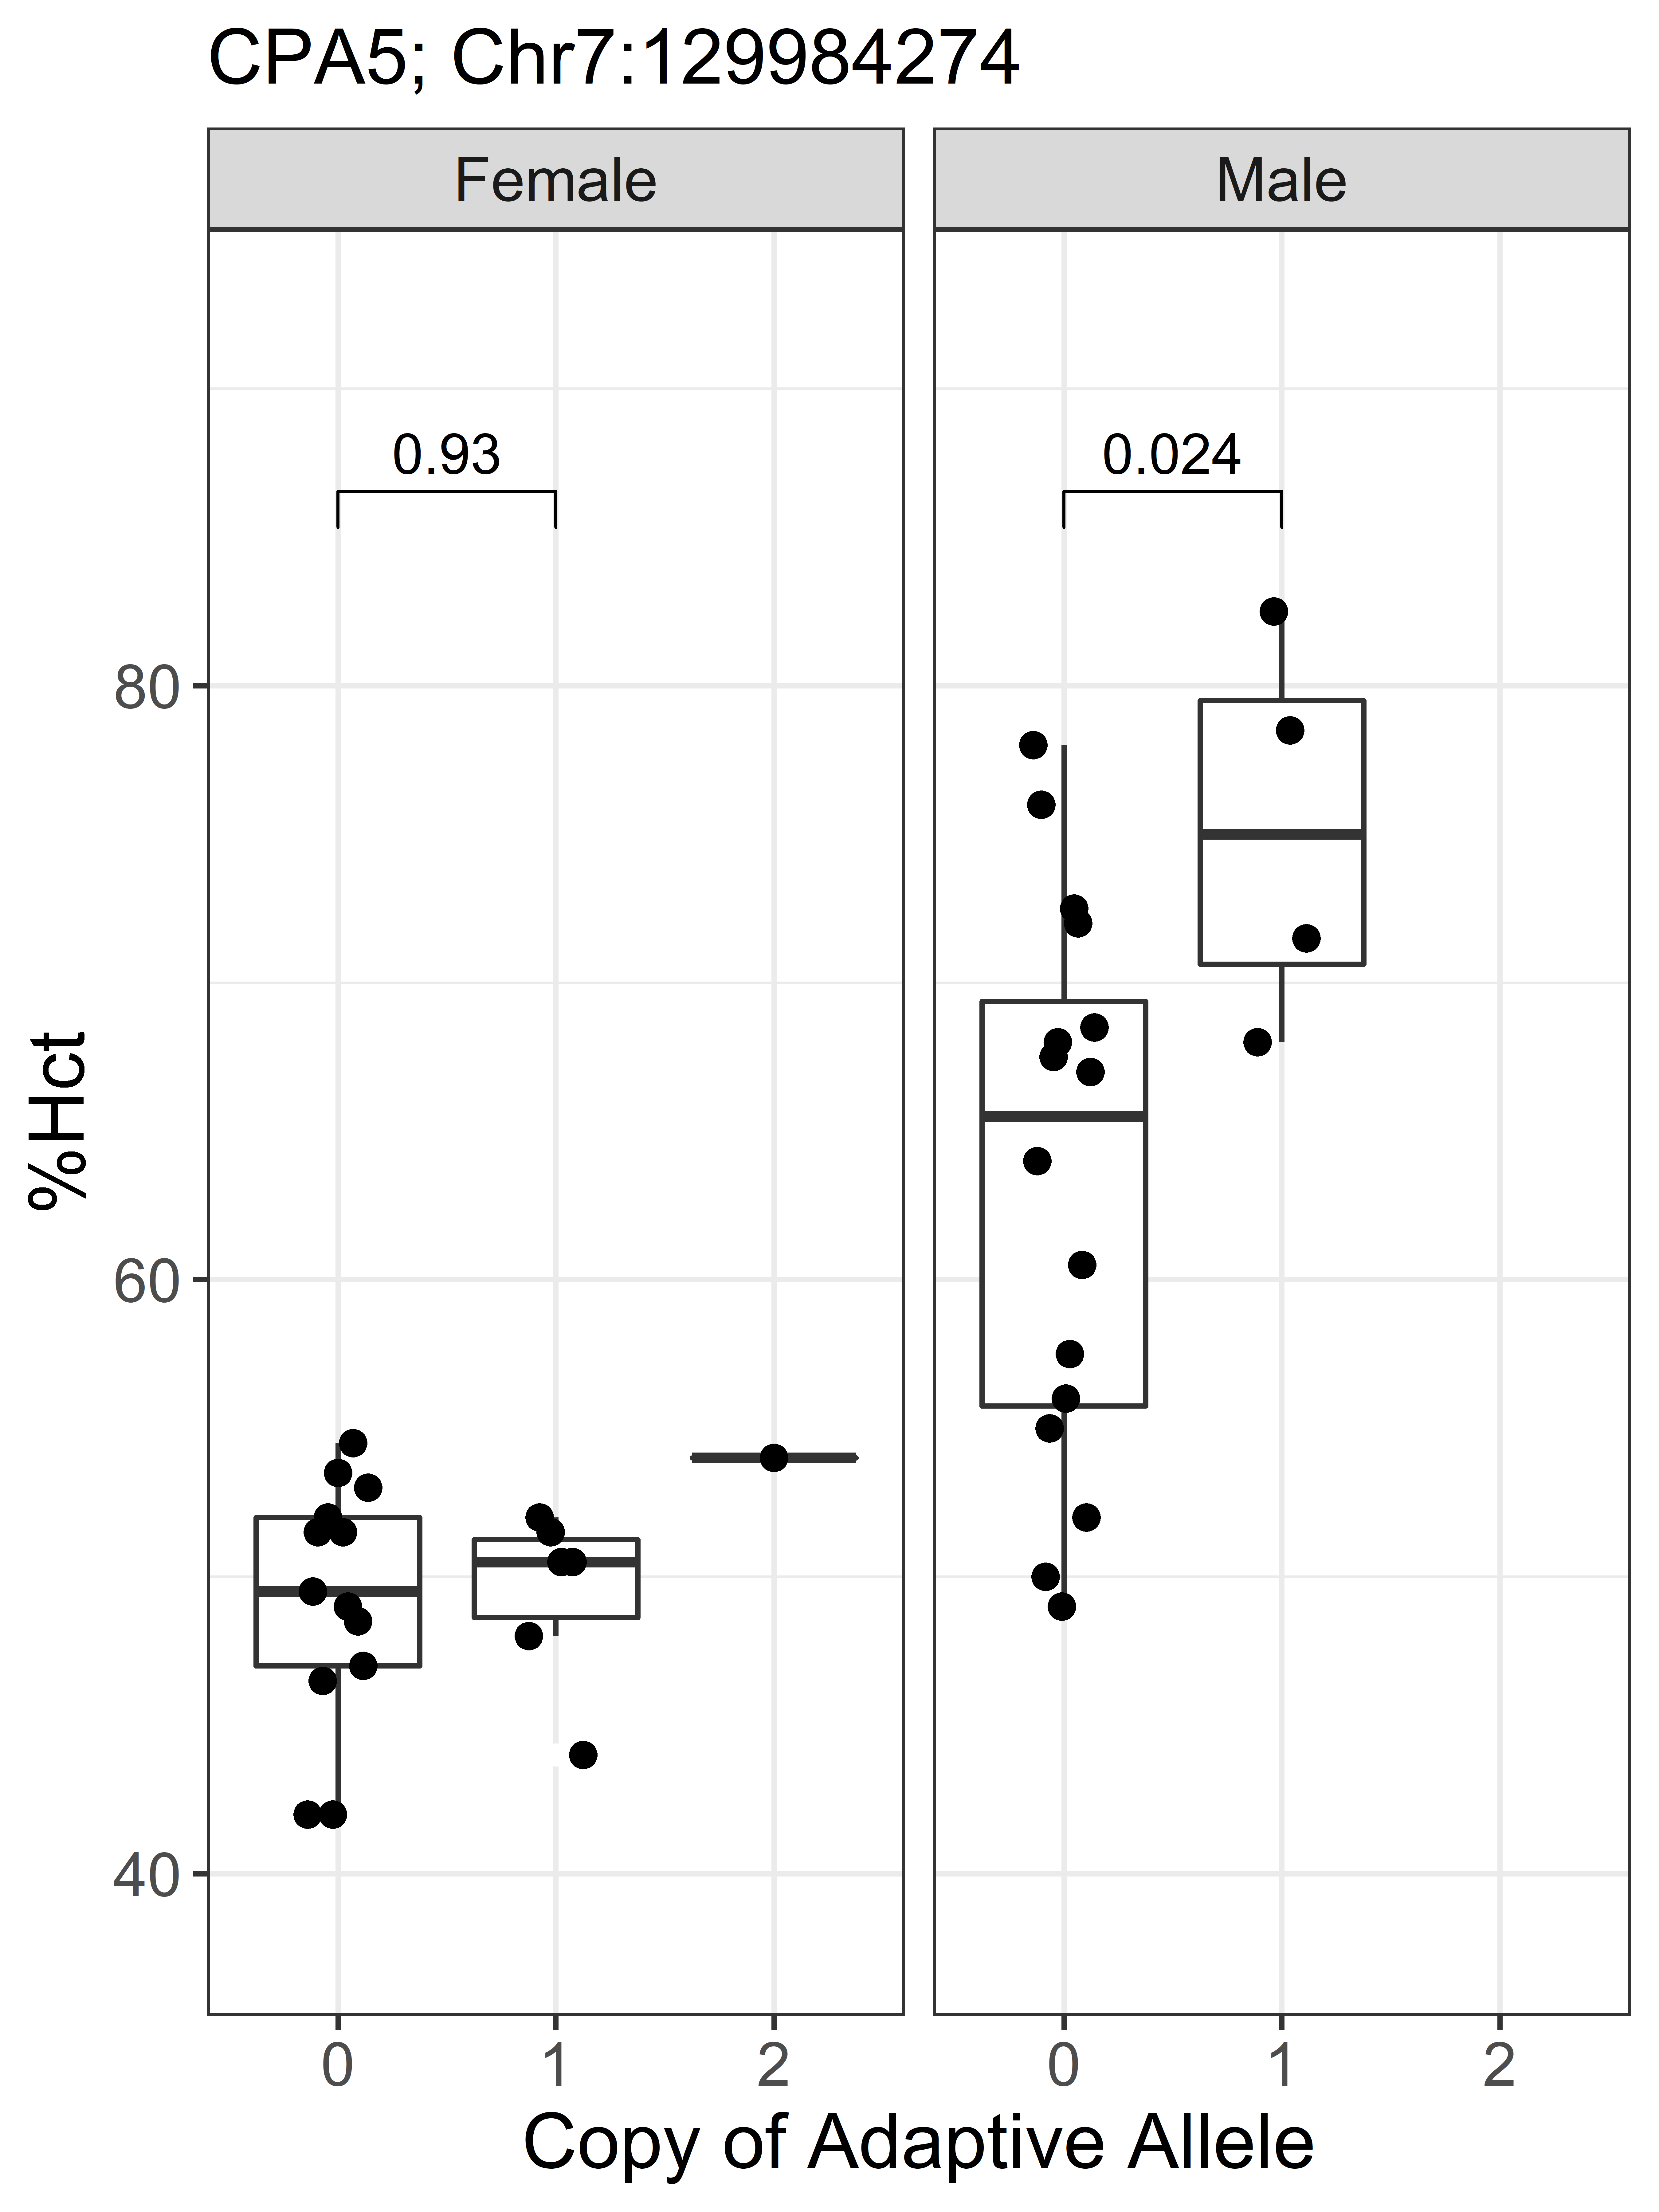 CPA5; Chr7:129984274
Female
Male
0.93
0.024
80
60
40
%Hct
0 1 2
0 1 2
Copy of Adaptive Allele